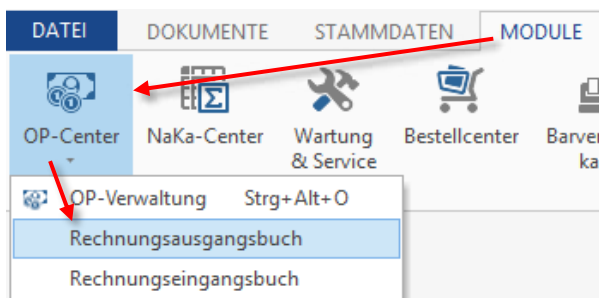 DATEI DOKUMENTE STAMMDATEN MODULE
OP-Center NaKa-Center Wartung Bestellcenter
& Service
OP-Verwaltung Strg+Alt+O
Rechnungsausgangsbuch
Rechnungseingangsbuch